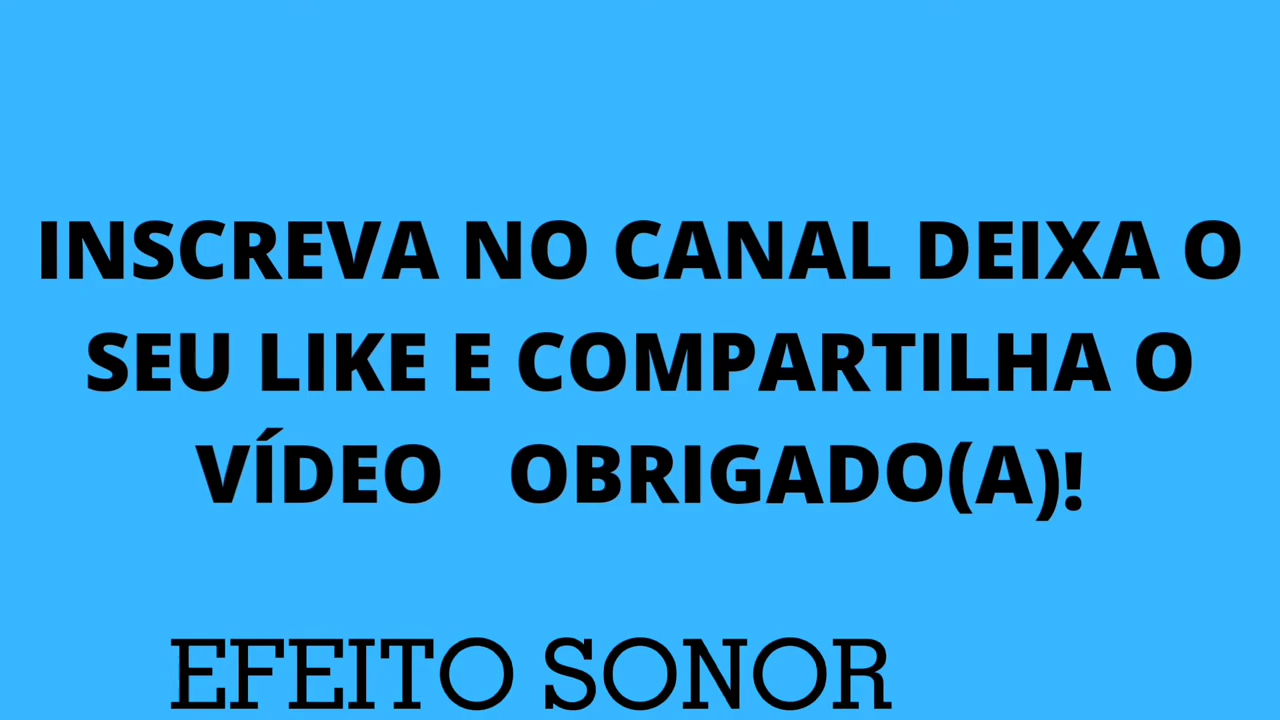 INSCREVA NO CANAL DEIXA O
SEU LIKE E COMPARTILHA O
VÍDEO OBRIGADO(A)!
EFEITO SONOR